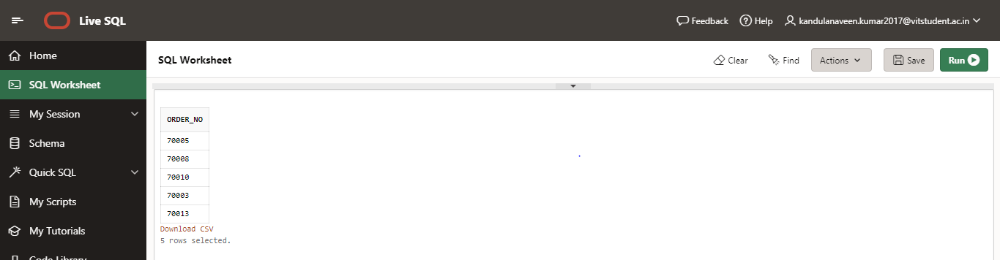 Live SQL
Feedback
Help
kandulanaveen.kumar2017@vitstudent.ac.in
Home
SQL Worksheet
My Session
Schema
Quick SQL
My Scripts
My Tutorials
Code Library
SQL Worksheet
Clear
Find
Actions
Save
Run
ORDER_NO
70005
70008
70010
70003
70013
Download CSV
5 rows selected.